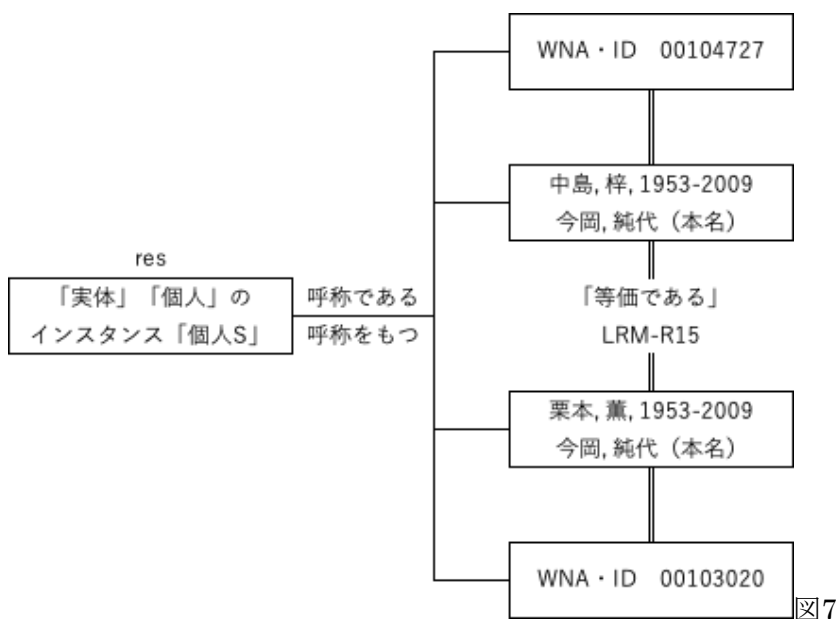 WNA・ID 00104727
中島, 梓, 1953-2009
今岡, 純代（本名）
res
「実体」「個人」の
インスタンス「個人S」
呼称である
呼称をもつ
「等価である」
LRM-R15
栗本, 薫, 1953-2009
今岡, 純代（本名）
WNA・ID 00103020
図7